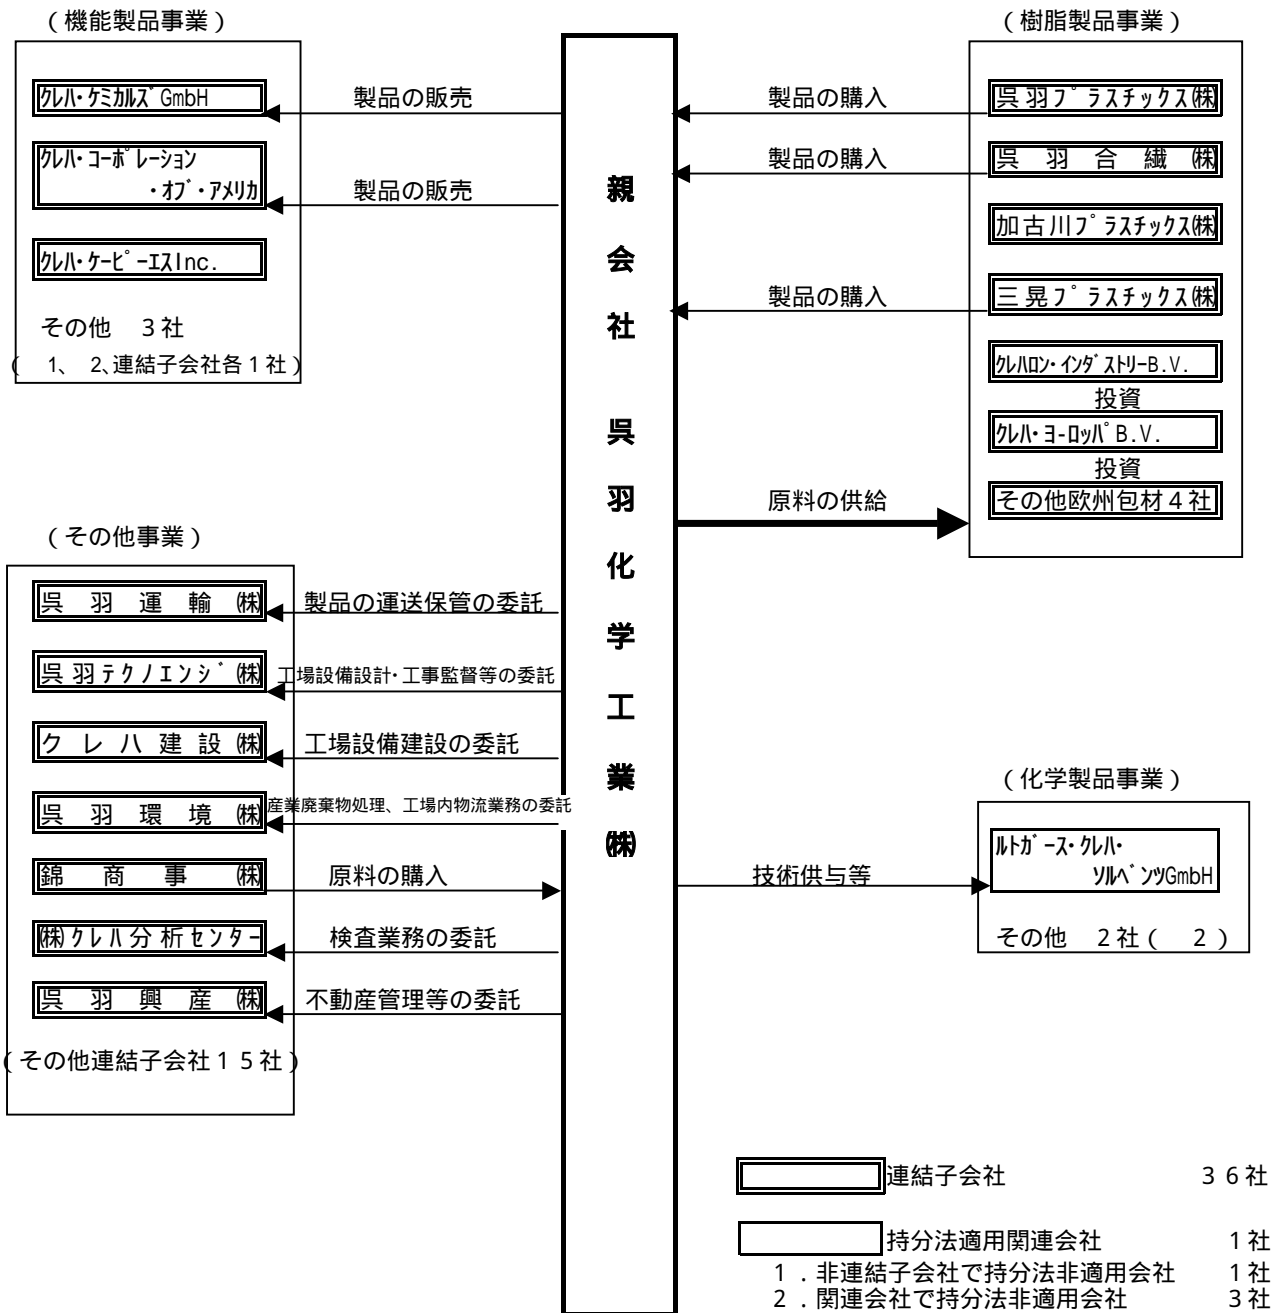 (機能製品事業)
クレハ・ケミカルズGmbH
製品の販売
クレハ・コーポレーション
・オブ・アメリカ
製品の販売
クレハ・ケーピーエスInc.
その他 3社
( 1、 2、連結子会社各1社)
(その他事業)
呉羽運輸㈱
製品の運送保管の委託
呉羽テクノエンジ㈱
工場設備設計・工事監督等の委託
クレハ建設㈱
工場設備建設の委託
呉羽環境㈱
産業廃棄物処理、工場内物流業務の委託
錦商事㈱
原料の購入
㈱クレハ分析センター
検査業務の委託
呉羽興産㈱
不動産管理等の委託
(その他連結子会社15社)
親会社 呉羽化学工業㈱
(樹脂製品事業)
製品の購入
呉羽プラスチックス㈱
製品の購入
呉羽合繊㈱
加古川プラスチックス㈱
製品の購入
三晃プラスチックス㈱
クレハロン・インダストリーB.V.
投資
クレハ・ヨーロッパB.V.
投資
原料の供給
その他欧州包材4社
(化学製品事業)
技術供与等
ルトガース・クレハ・
ソルベンツGmbH
その他 2社( 2)
連結子会社 36社
持分法適用関連会社 1社
1.非連結子会社で持分法非適用会社 1社
2.関連会社で持分法非適用会社 3社